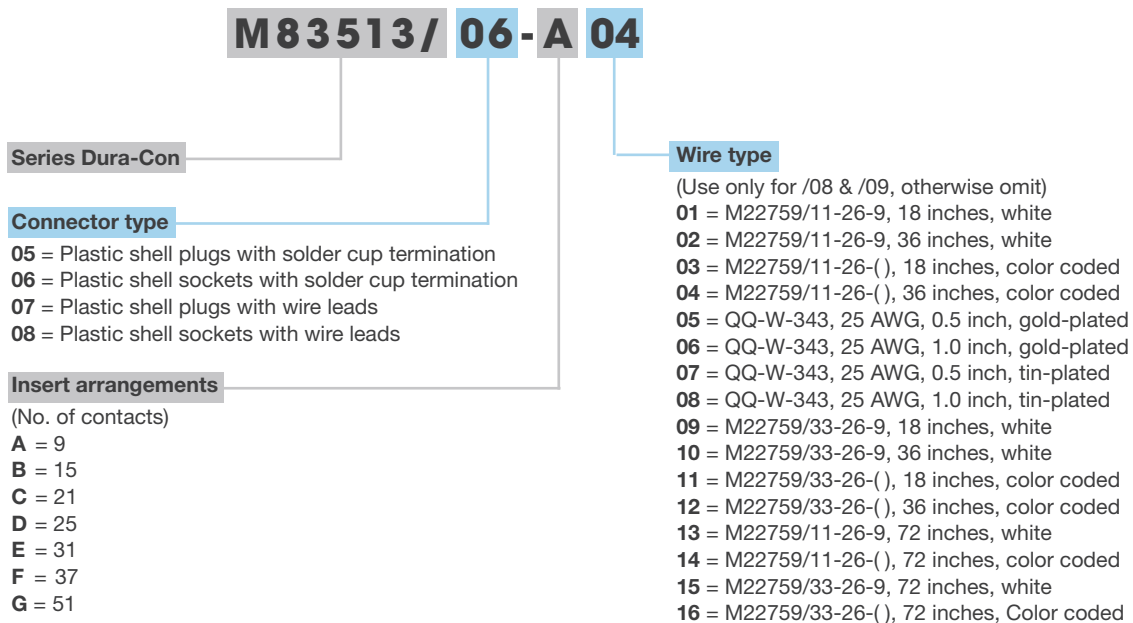 M83513/ 06-A 04
Series Dura-Con
Connector type
05 = Plastic shell plugs with solder cup termination
06 = Plastic shell sockets with solder cup termination
07 = Plastic shell plugs with wire leads
08 = Plastic shell sockets with wire leads
Insert arrangements
(No. of contacts)
A = 9
B = 15
C = 21
D = 25
E = 31
F = 37
G = 51
Wire type
(Use only for /08 & /09, otherwise omit)
01 = M22759/11-26-9, 18 inches, white
02 = M22759/11-26-9, 36 inches, white
03 = M22759/11-26-( ), 18 inches, color coded
04 = M22759/11-26-( ), 36 inches, color coded
05 = QQ-W-343, 25 AWG, 0.5 inch, gold-plated
06 = QQ-W-343, 25 AWG, 1.0 inch, gold-plated
07 = QQ-W-343, 25 AWG, 0.5 inch, tin-plated
08 = QQ-W-343, 25 AWG, 1.0 inch, tin-plated
09 = M22759/33-26-9, 18 inches, white
10 = M22759/33-26-9, 36 inches, white
11 = M22759/33-26-( ), 18 inches, color coded
12 = M22759/33-26-( ), 36 inches, color coded
13 = M22759/11-26-9, 72 inches, white
14 = M22759/11-26-( ), 72 inches, color coded
15 = M22759/33-26-9, 72 inches, white
16 = M22759/33-26-( ), 72 inches, Color coded